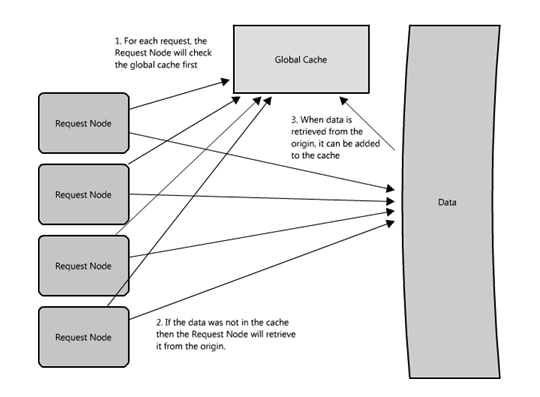 1. For each request, the
Request Node will check
the global cache first
Global Cache
Request Node
3. When data is
retrieved from the
origin, it can be added
to the cache
Request Node
Data
Request Node
Request Node
2. If the data was not in the cache
then the Request Node will retrieve
it from the origin.